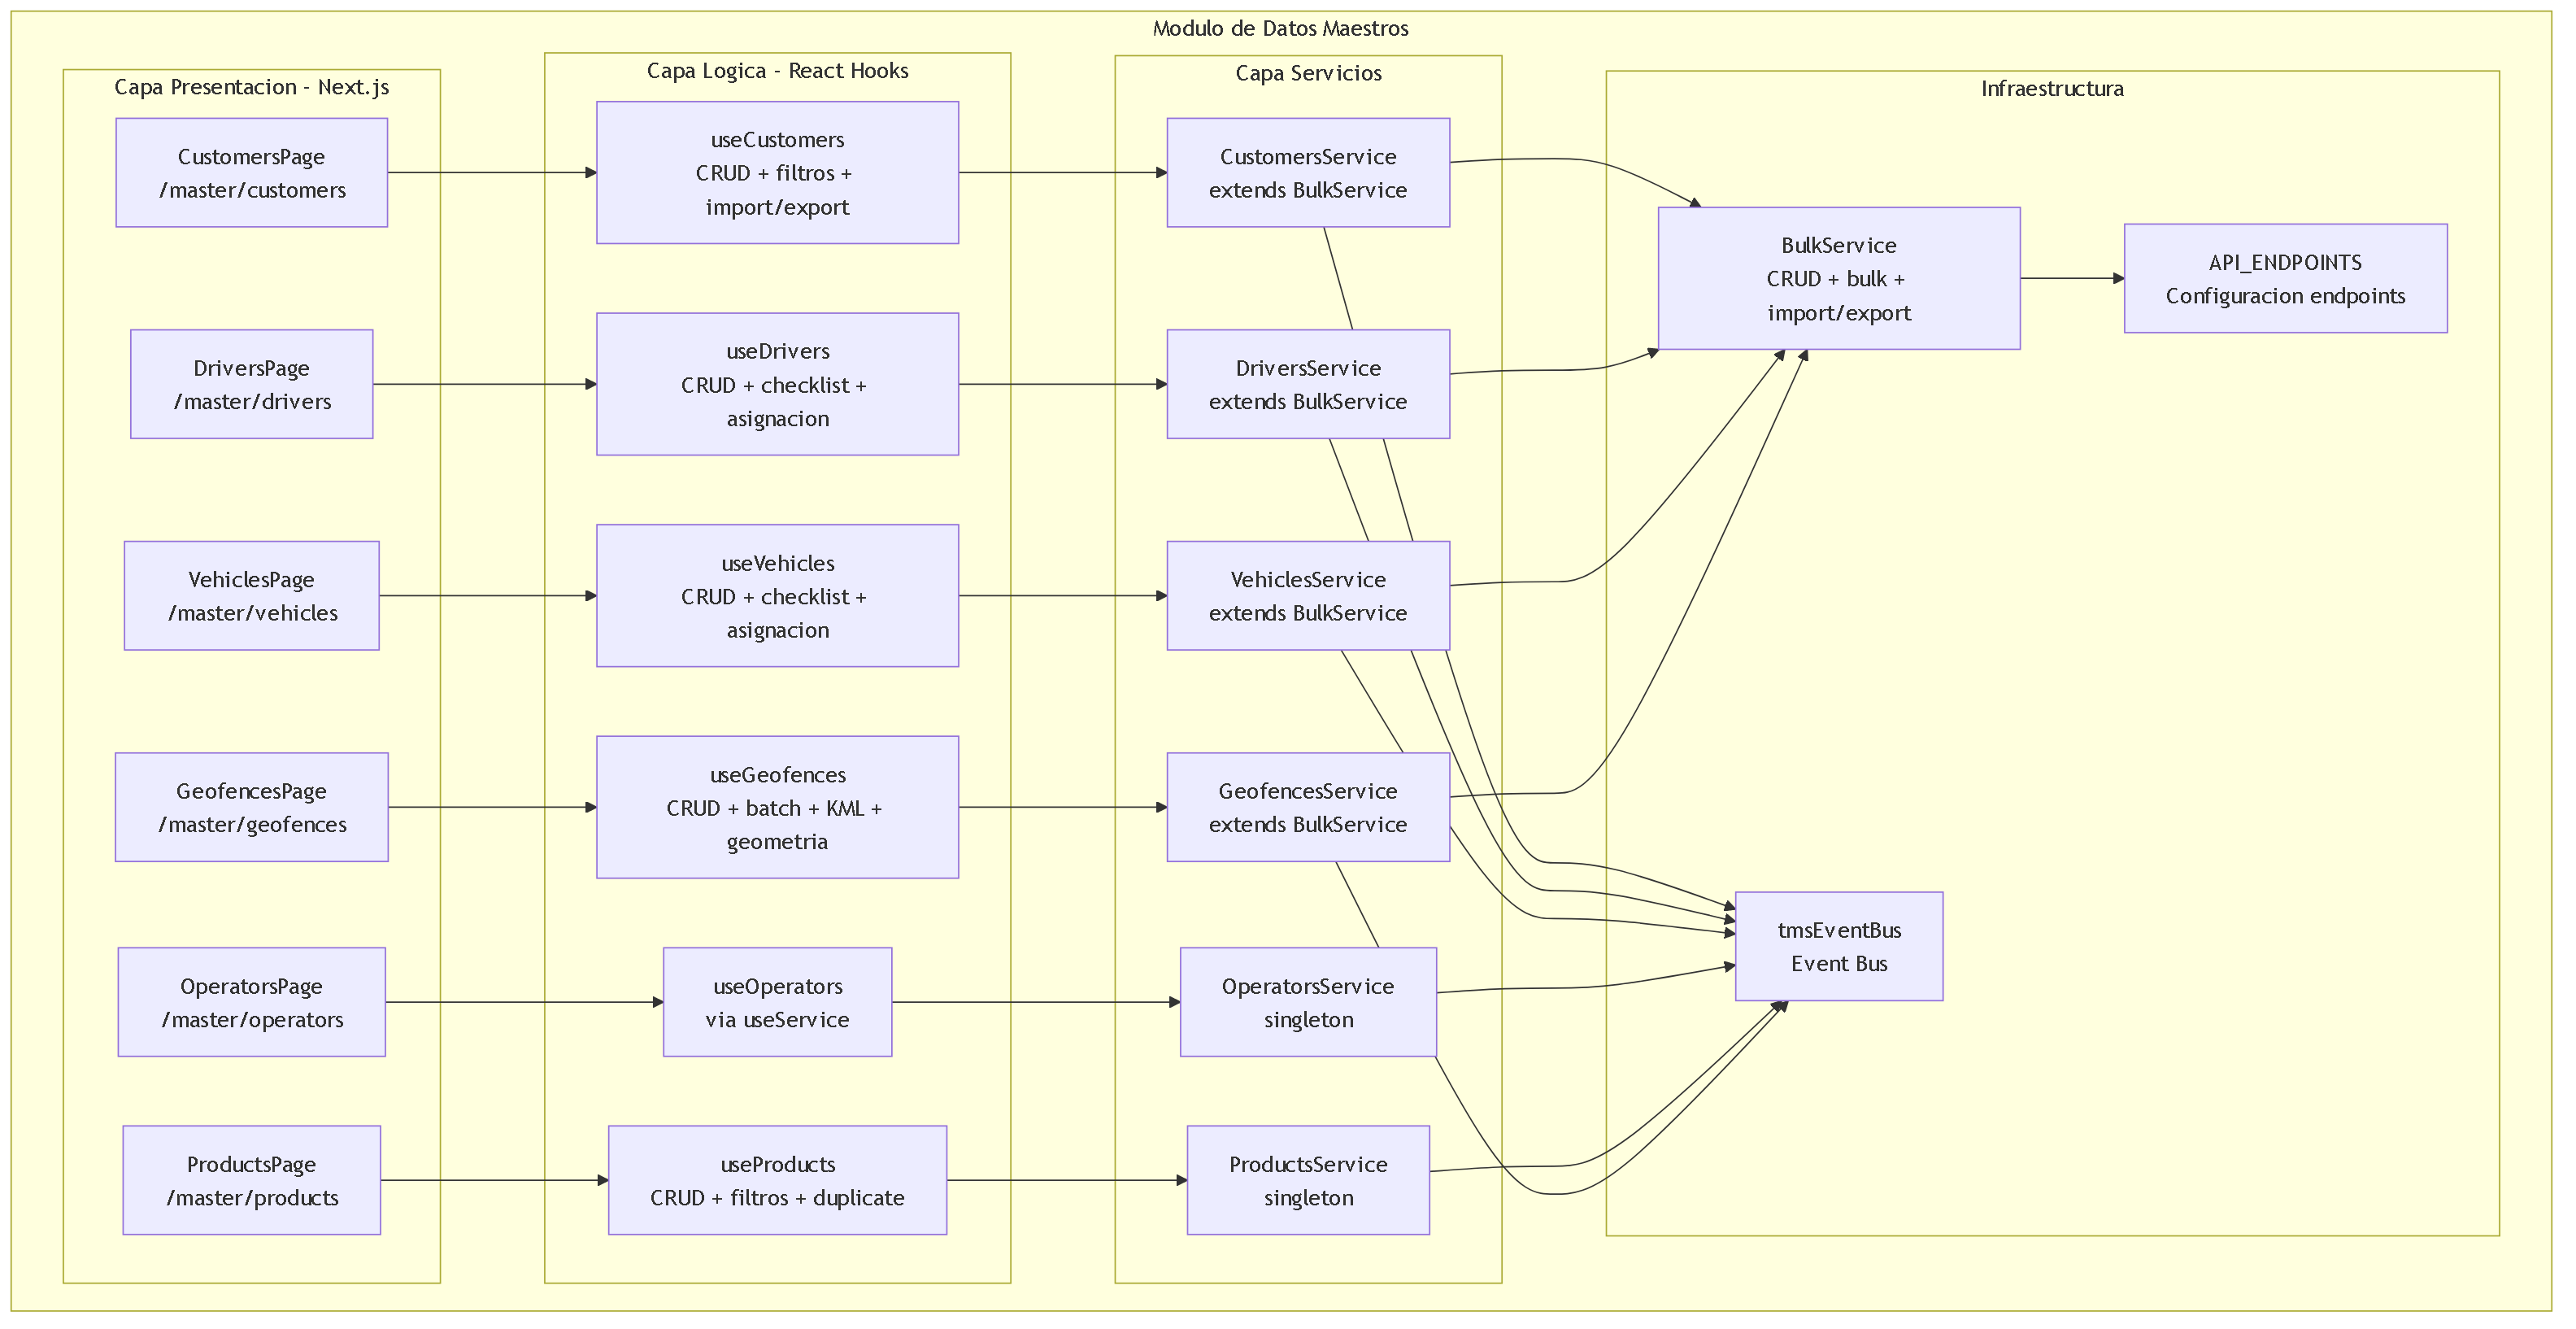 Modulo de Datos Maestros
Capa Presentacion - Next.js
CustomersPage
/master/customers
DriversPage
/master/drivers
VehiclesPage
/master/vehicles
GeofencesPage
/master/geofences
OperatorsPage
/master/operators
ProductsPage
/master/products
Capa Logica - React Hooks
useCustomers
CRUD + filtros +
import/export
useDrivers
CRUD + checklist +
asignacion
useVehicles
CRUD + checklist +
asignacion
useGeofences
CRUD + batch + KML +
geometria
useOperators
via useService
useProducts
CRUD + filtros + duplicate
Capa Servicios
CustomersService
extends BulkService
DriversService
extends BulkService
VehiclesService
extends BulkService
GeofencesService
extends BulkService
OperatorsService
singleton
ProductsService
singleton
Infraestructura
BulkService
CRUD + bulk +
import/export
API_ENDPOINTS
Configuracion endpoints
tmsEventBus
Event Bus